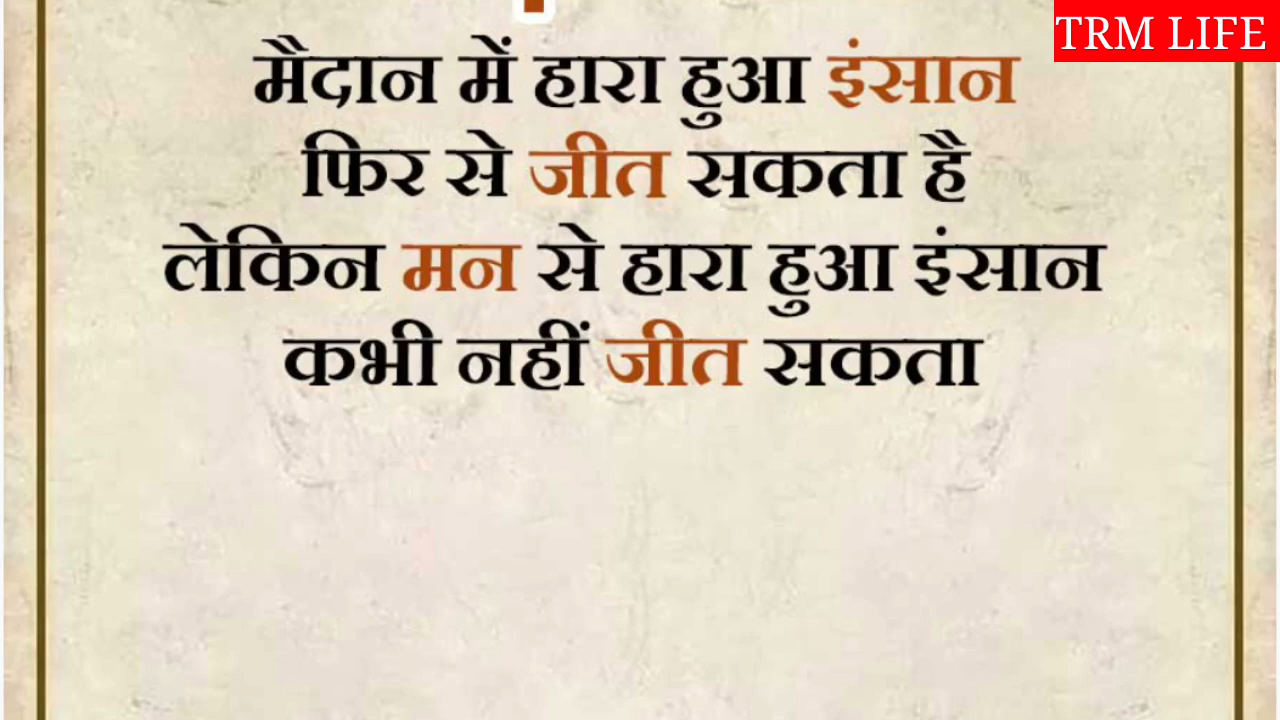 TRM LIFE
मैदान में हारा हुआ इंसान
फिर से जीत सकता है
लेकिन मन से हारा हुआ इंसान
कभी नहीं जीत सकता